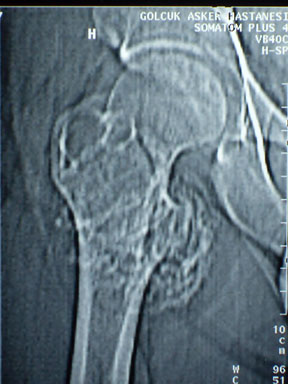 GOLCUK ASKER HASTANESI
SOMATOM PLUS 4
H
VB40C
H-SP
10
c
m
W 96
C 51